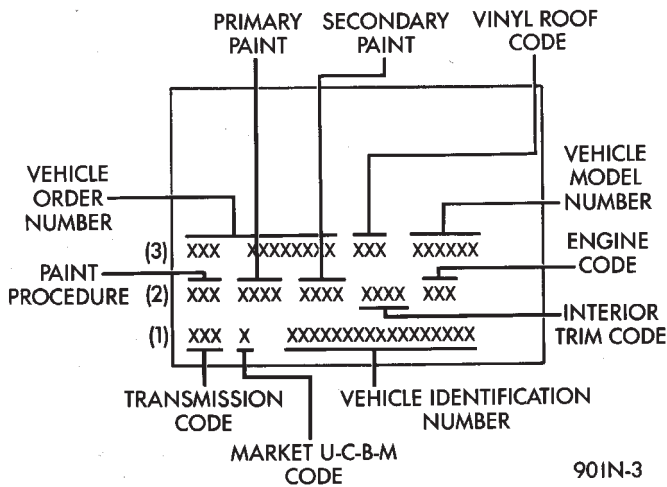 PRIMARY PAINT
SECONDARY PAINT
VINYL ROOF CODE
VEHICLE ORDER NUMBER
VEHICLE MODEL NUMBER
(3) XXX XXXXXXXX XXX XXXXXX
ENGINE CODE
PAINT PROCEDURE
(2) XXX XXXX XXXX XXXX XXX
INTERIOR TRIM CODE
(1) XXX X XXXXXXXXXXXXXXXXX
TRANSMISSION CODE
VEHICLE IDENTIFICATION NUMBER
MARKET U-C-B-M CODE
901N-3